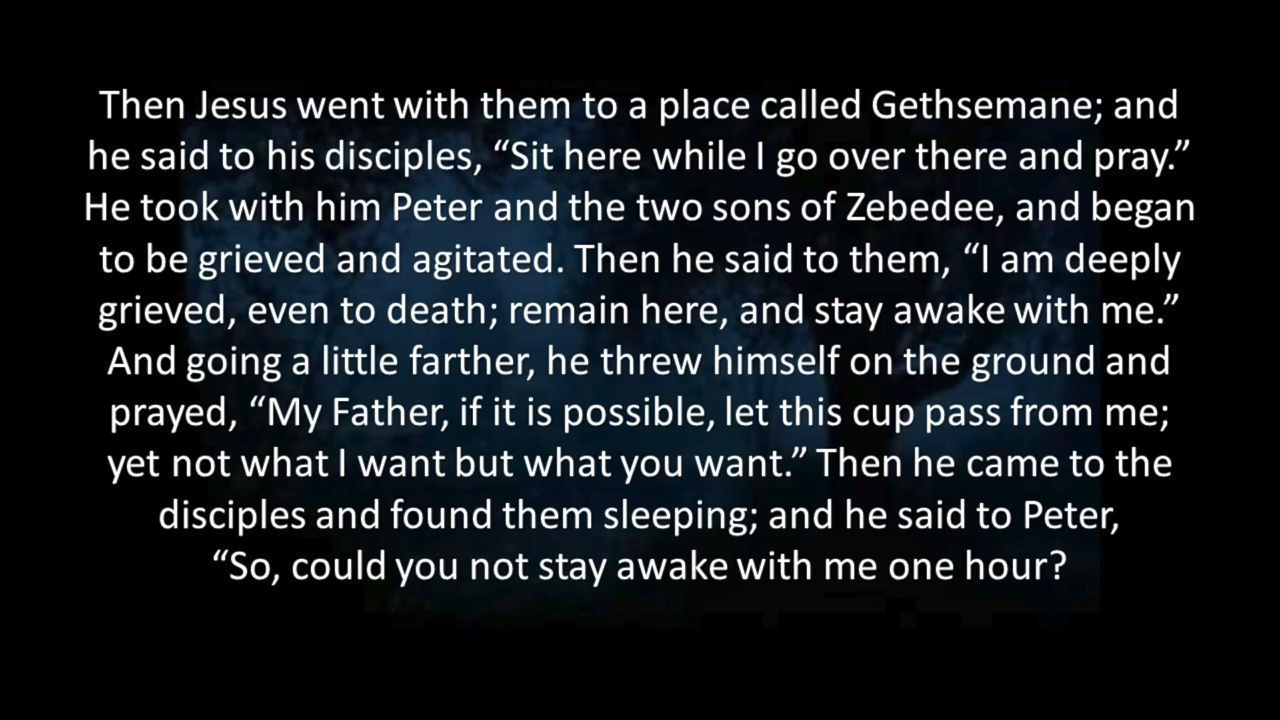 Then Jesus went with them to a place called Gethsemane; and
he said to his disciples, “Sit here while I go over there and pray.”
He took with him Peter and the two sons of Zebedee, and began
to be grieved and agitated. Then he said to them, “I am deeply
grieved, even to death; remain here, and stay awake with me.”
And going a little farther, he threw himself on the ground and
prayed, “My Father, if it is possible, let this cup pass from me;
yet not what I want but what you want.” Then he came to the
disciples and found them sleeping; and he said to Peter,
“So, could you not stay awake with me one hour?